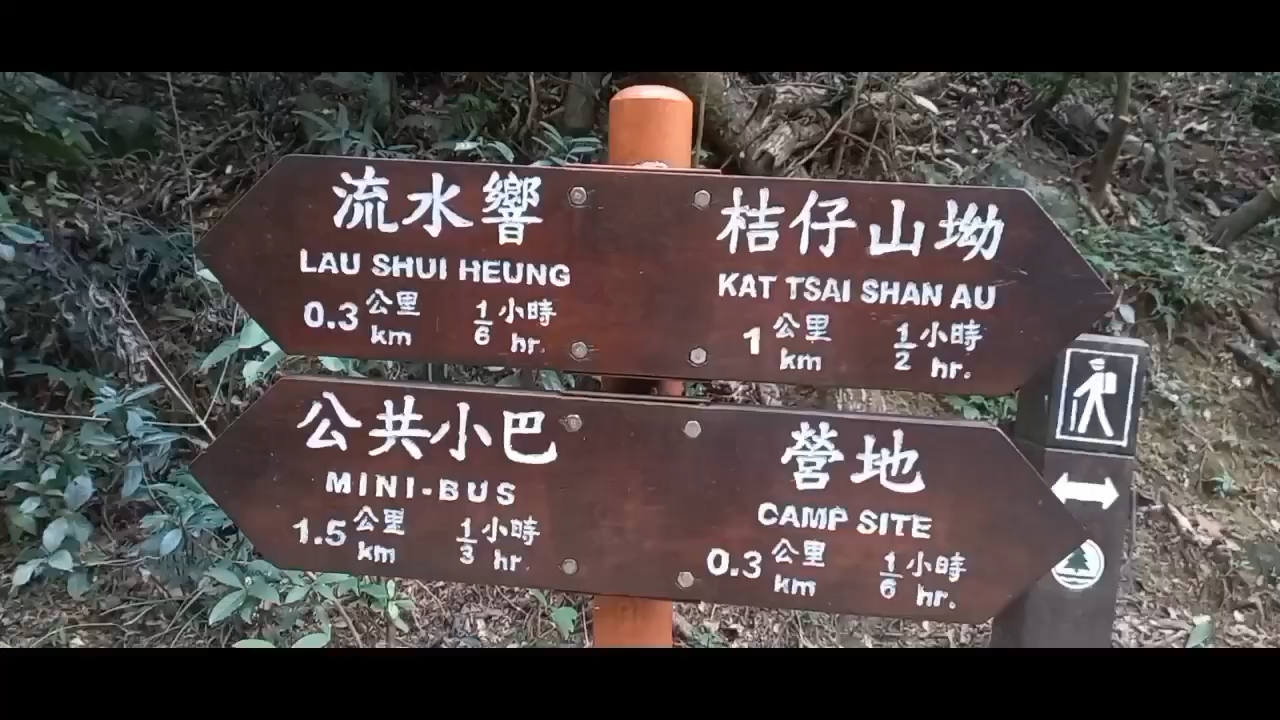 流水響
LAU SHUI HEUNG
0.3 公里 km 1/6 小時 hr.
桔仔山坳
KAT TSAI SHAN AU
1 公里 km 1/2 小時 hr.
公共小巴
MINI-BUS
1.5 公里 km 1/3 小時 hr.
營地
CAMP SITE
0.3 公里 km 1/6 小時 hr.